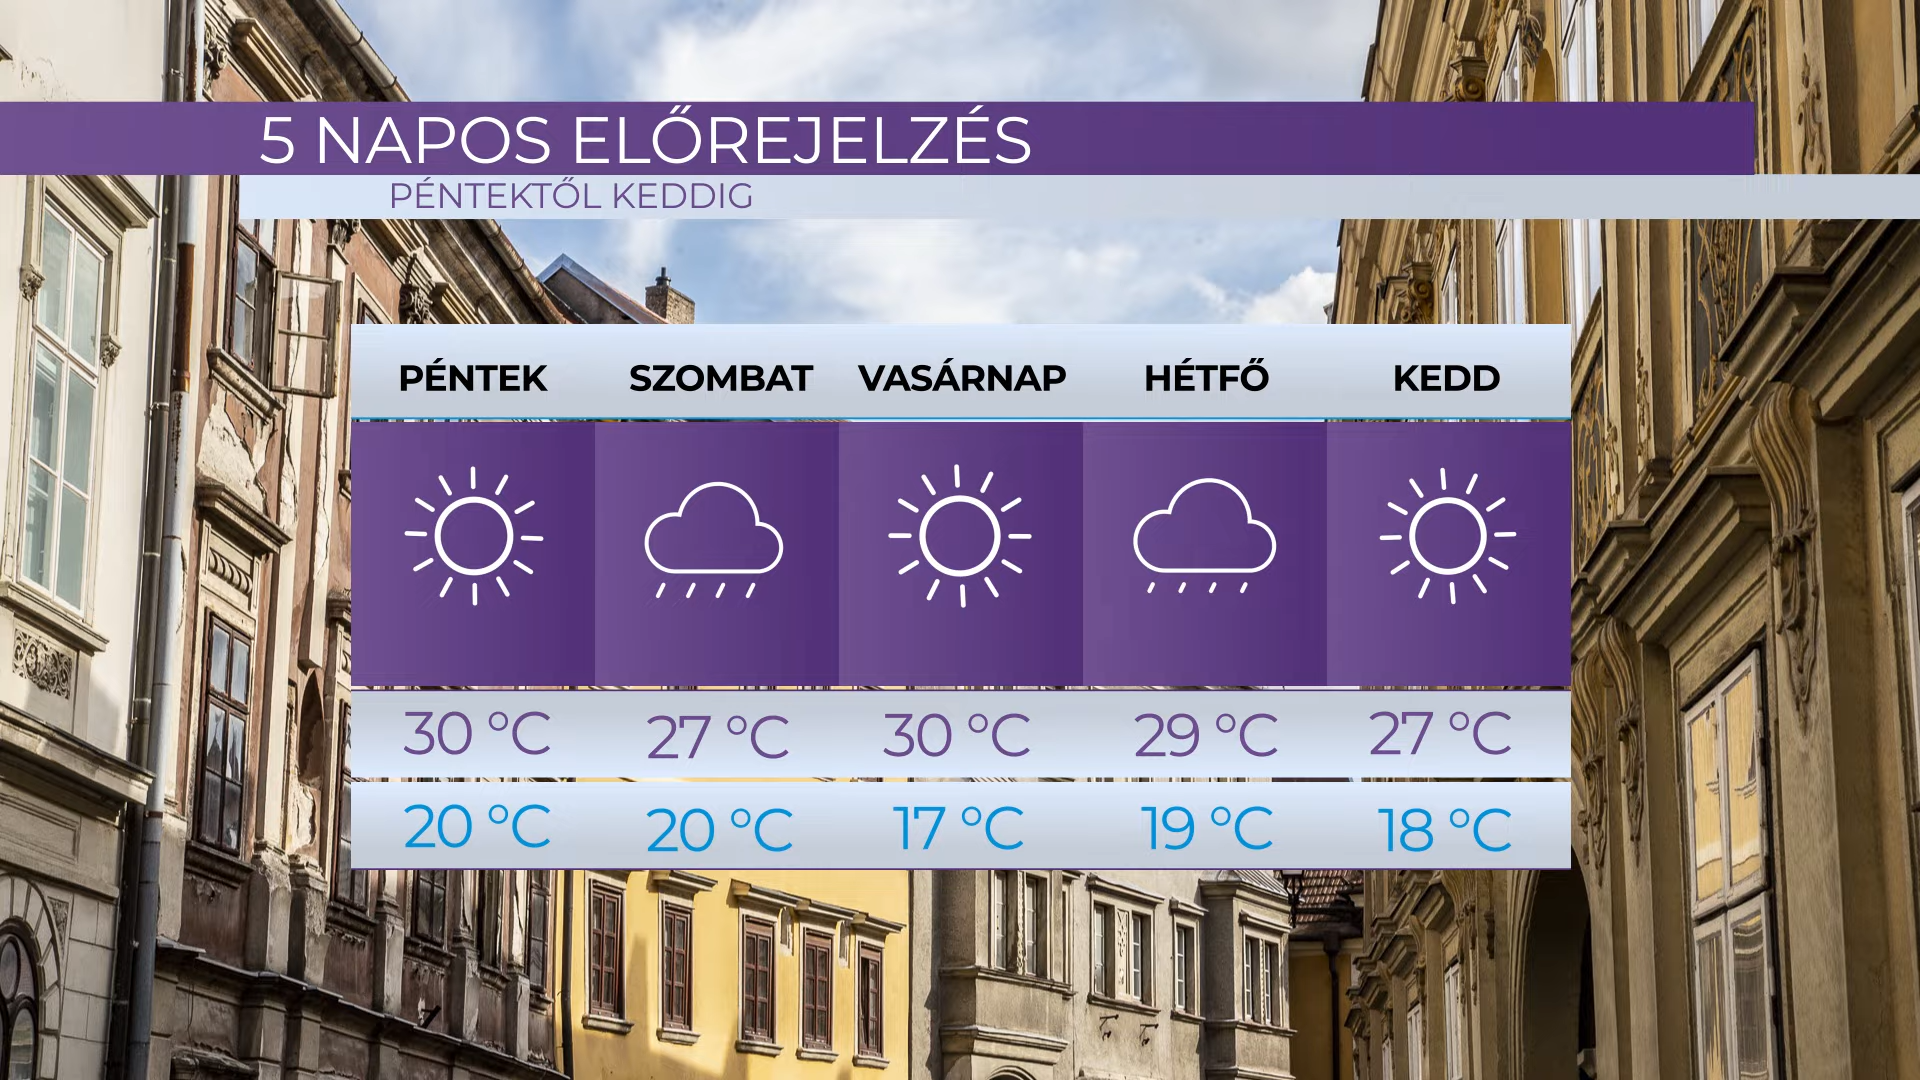 5 NAPOS ELŐREJELZÉS
PÉNTEKTŐL KEDDIG
PÉNTEK SZOMBAT VASÁRNAP HÉTFŐ KEDD
30 °C 27 °C 30 °C 29 °C 27 °C
20 °C 20 °C 17 °C 19 °C 18 °C